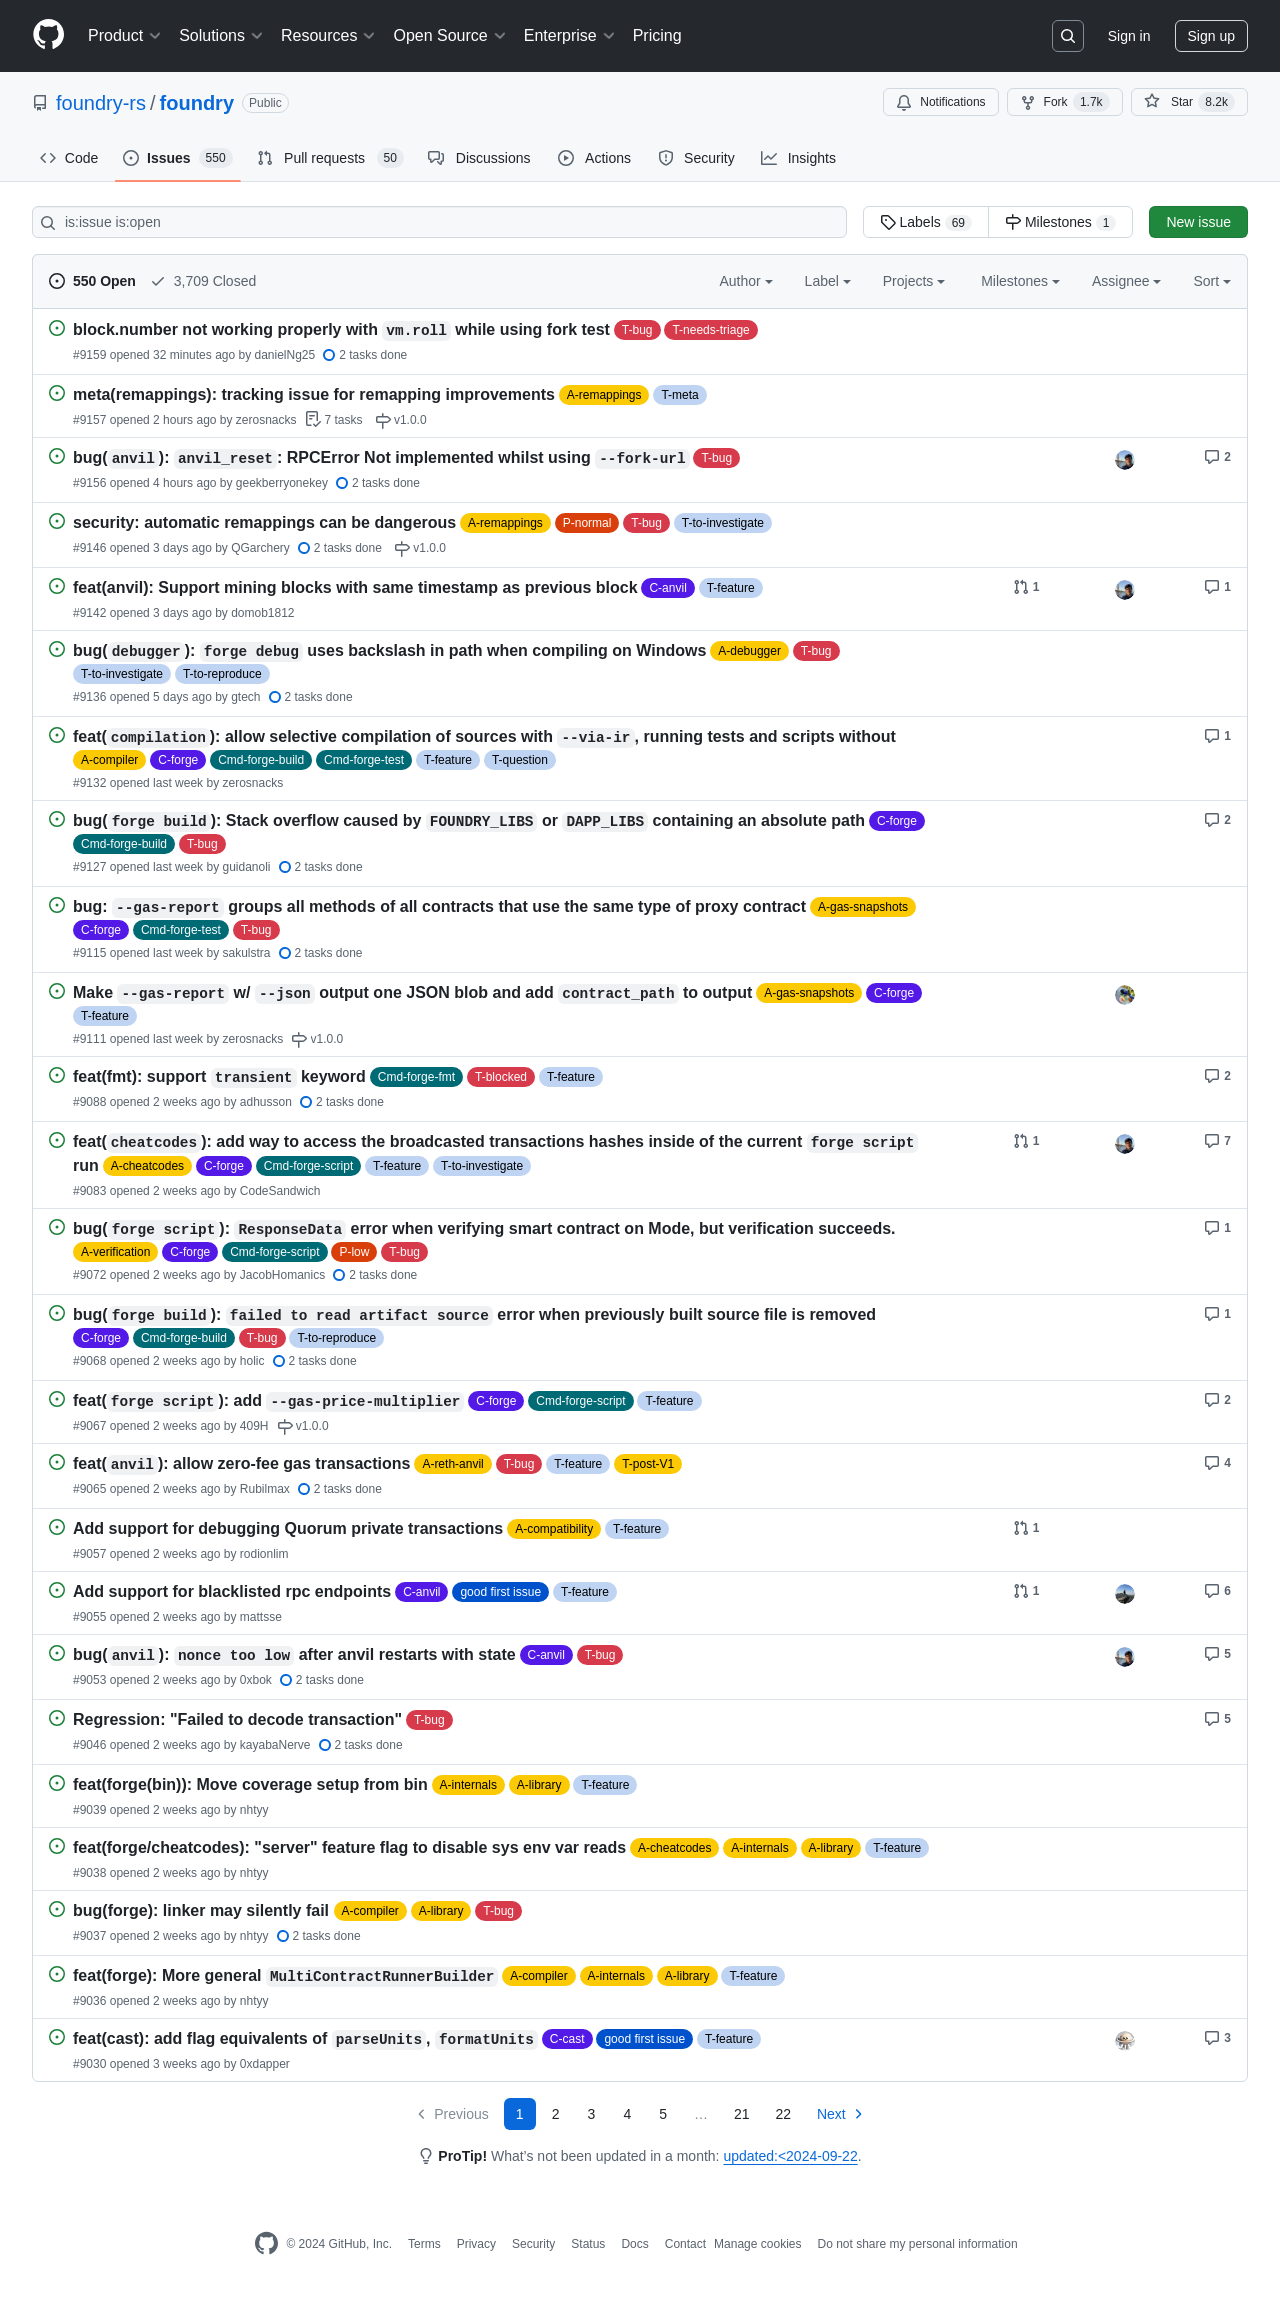 Product Solutions Resources Open Source Enterprise Pricing Sign in Sign up
foundry-rs / foundry Public Notifications Fork 1.7k Star 8.2k
Code Issues 550 Pull requests 50 Discussions Actions Security Insights
is:issue is:open Labels 69 Milestones 1 New issue
550 Open 3,709 Closed Author Label Projects Milestones Assignee Sort
block.number not working properly with vm.roll while using fork test T-bug T-needs-triage
#9159 opened 32 minutes ago by danielNg25 2 tasks done
meta(remappings): tracking issue for remapping improvements A-remappings T-meta
#9157 opened 2 hours ago by zerosnacks 7 tasks v1.0.0
bug(anvil): anvil_reset: RPCError Not implemented whilst using --fork-url T-bug 2
#9156 opened 4 hours ago by geekberryonekey 2 tasks done
security: automatic remappings can be dangerous A-remappings P-normal T-bug T-to-investigate
#9146 opened 3 days ago by QGarchery 2 tasks done v1.0.0
feat(anvil): Support mining blocks with same timestamp as previous block C-anvil T-feature 1 1
#9142 opened 3 days ago by domob1812
bug(debugger): forge debug uses backslash in path when compiling on Windows A-debugger T-bug
T-to-investigate T-to-reproduce
#9136 opened 5 days ago by gtech 2 tasks done
feat(compilation): allow selective compilation of sources with --via-ir, running tests and scripts without 1
A-compiler C-forge Cmd-forge-build Cmd-forge-test T-feature T-question
#9132 opened last week by zerosnacks
bug(forge build): Stack overflow caused by FOUNDRY_LIBS or DAPP_LIBS containing an absolute path C-forge 2
Cmd-forge-build T-bug
#9127 opened last week by guidanoli 2 tasks done
bug: --gas-report groups all methods of all contracts that use the same type of proxy contract A-gas-snapshots
C-forge Cmd-forge-test T-bug
#9115 opened last week by sakulstra 2 tasks done
Make --gas-report w/ --json output one JSON blob and add contract_path to output A-gas-snapshots C-forge
T-feature
#9111 opened last week by zerosnacks v1.0.0
feat(fmt): support transient keyword Cmd-forge-fmt T-blocked T-feature 2
#9088 opened 2 weeks ago by adhusson 2 tasks done
feat(cheatcodes): add way to access the broadcasted transactions hashes inside of the current forge script 1 7
run A-cheatcodes C-forge Cmd-forge-script T-feature T-to-investigate
#9083 opened 2 weeks ago by CodeSandwich
bug(forge script): ResponseData error when verifying smart contract on Mode, but verification succeeds. 1
A-verification C-forge Cmd-forge-script P-low T-bug
#9072 opened 2 weeks ago by JacobHomanics 2 tasks done
bug(forge build): failed to read artifact source error when previously built source file is removed 1
C-forge Cmd-forge-build T-bug T-to-reproduce
#9068 opened 2 weeks ago by holic 2 tasks done
feat(forge script): add --gas-price-multiplier C-forge Cmd-forge-script T-feature 2
#9067 opened 2 weeks ago by 409H v1.0.0
feat(anvil): allow zero-fee gas transactions A-reth-anvil T-bug T-feature T-post-V1 4
#9065 opened 2 weeks ago by Rubilmax 2 tasks done
Add support for debugging Quorum private transactions A-compatibility T-feature 1
#9057 opened 2 weeks ago by rodionlim
Add support for blacklisted rpc endpoints C-anvil good first issue T-feature 1 6
#9055 opened 2 weeks ago by mattsse
bug(anvil): nonce too low after anvil restarts with state C-anvil T-bug 5
#9053 opened 2 weeks ago by 0xbok 2 tasks done
Regression: "Failed to decode transaction" T-bug 5
#9046 opened 2 weeks ago by kayabaNerve 2 tasks done
feat(forge(bin)): Move coverage setup from bin A-internals A-library T-feature
#9039 opened 2 weeks ago by nhtyy
feat(forge/cheatcodes): "server" feature flag to disable sys env var reads A-cheatcodes A-internals A-library T-feature
#9038 opened 2 weeks ago by nhtyy
bug(forge): linker may silently fail A-compiler A-library T-bug
#9037 opened 2 weeks ago by nhtyy 2 tasks done
feat(forge): More general MultiContractRunnerBuilder A-compiler A-internals A-library T-feature
#9036 opened 2 weeks ago by nhtyy
feat(cast): add flag equivalents of parseUnits, formatUnits C-cast good first issue T-feature 3
#9030 opened 3 weeks ago by 0xdapper
Previous 1 2 3 4 5 … 21 22 Next
ProTip! What's not been updated in a month: updated:<2024-09-22.
© 2024 GitHub, Inc. Terms Privacy Security Status Docs Contact Manage cookies Do not share my personal information